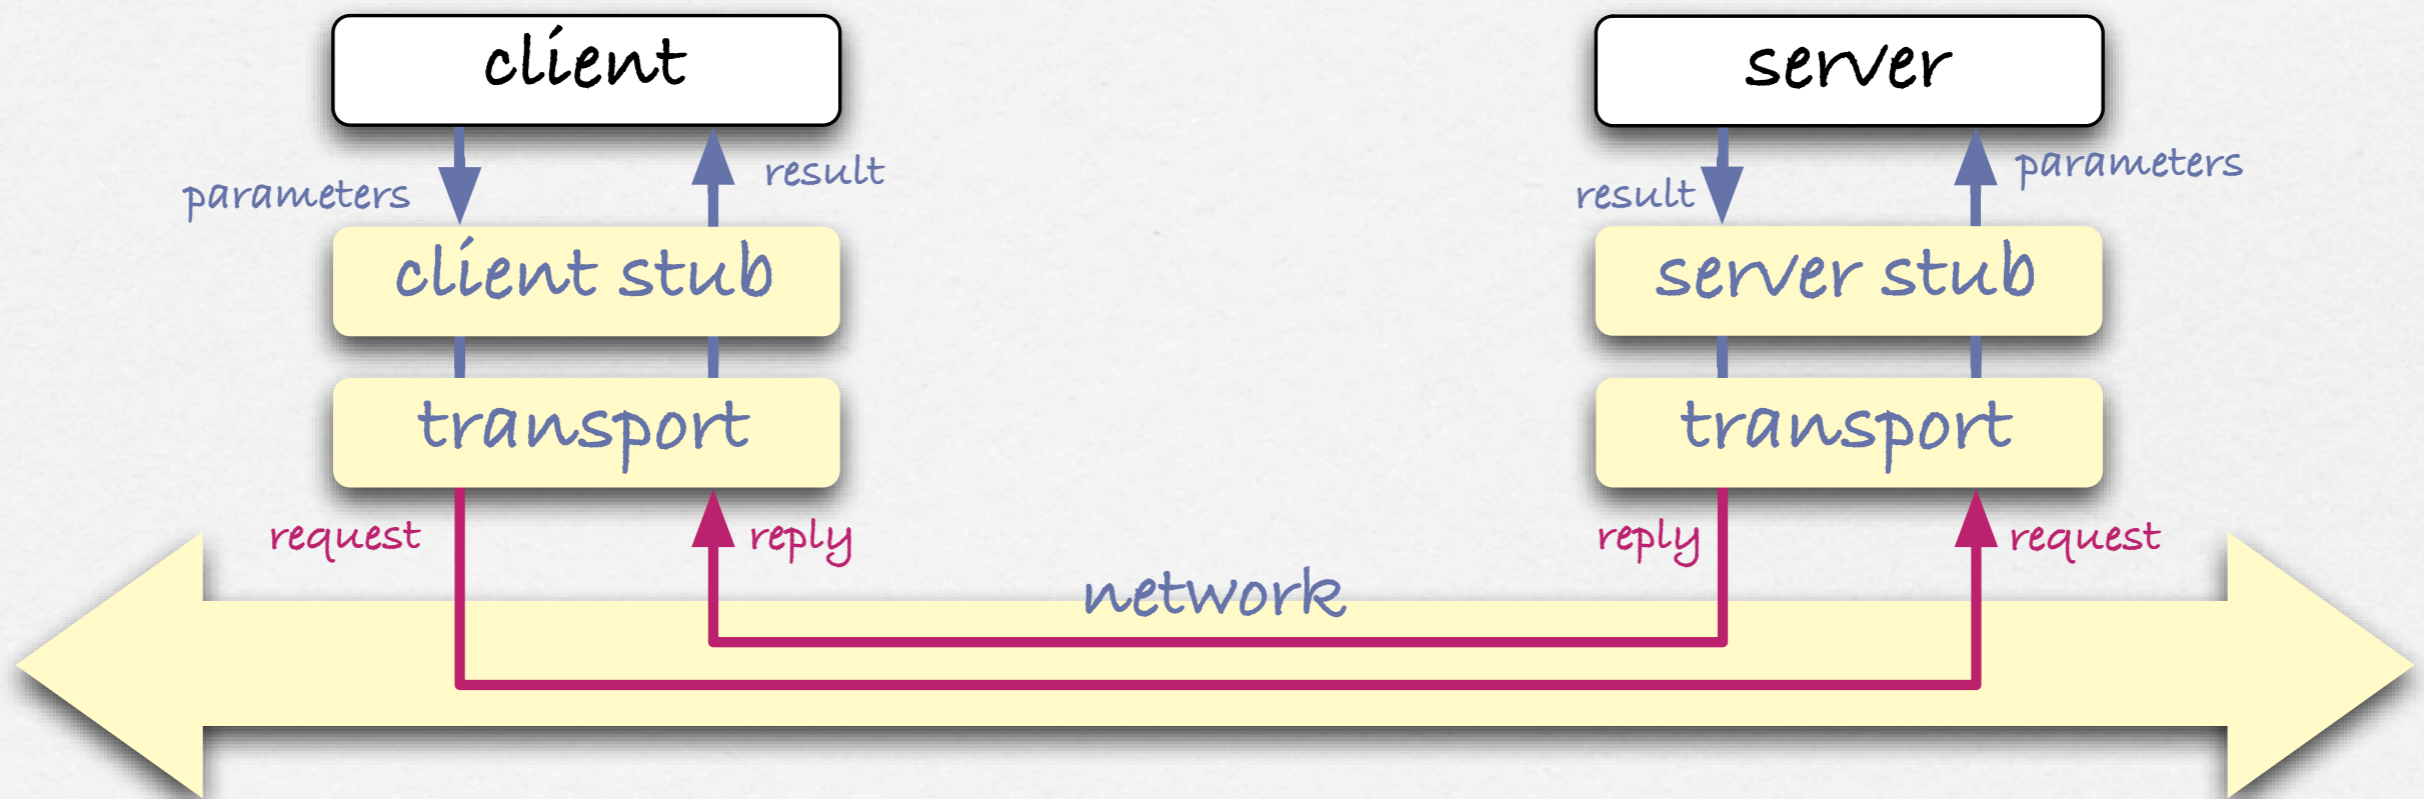 client
server
parameters
result
result
parameters
client stub
server stub
transport
transport
request
reply
reply
request
network